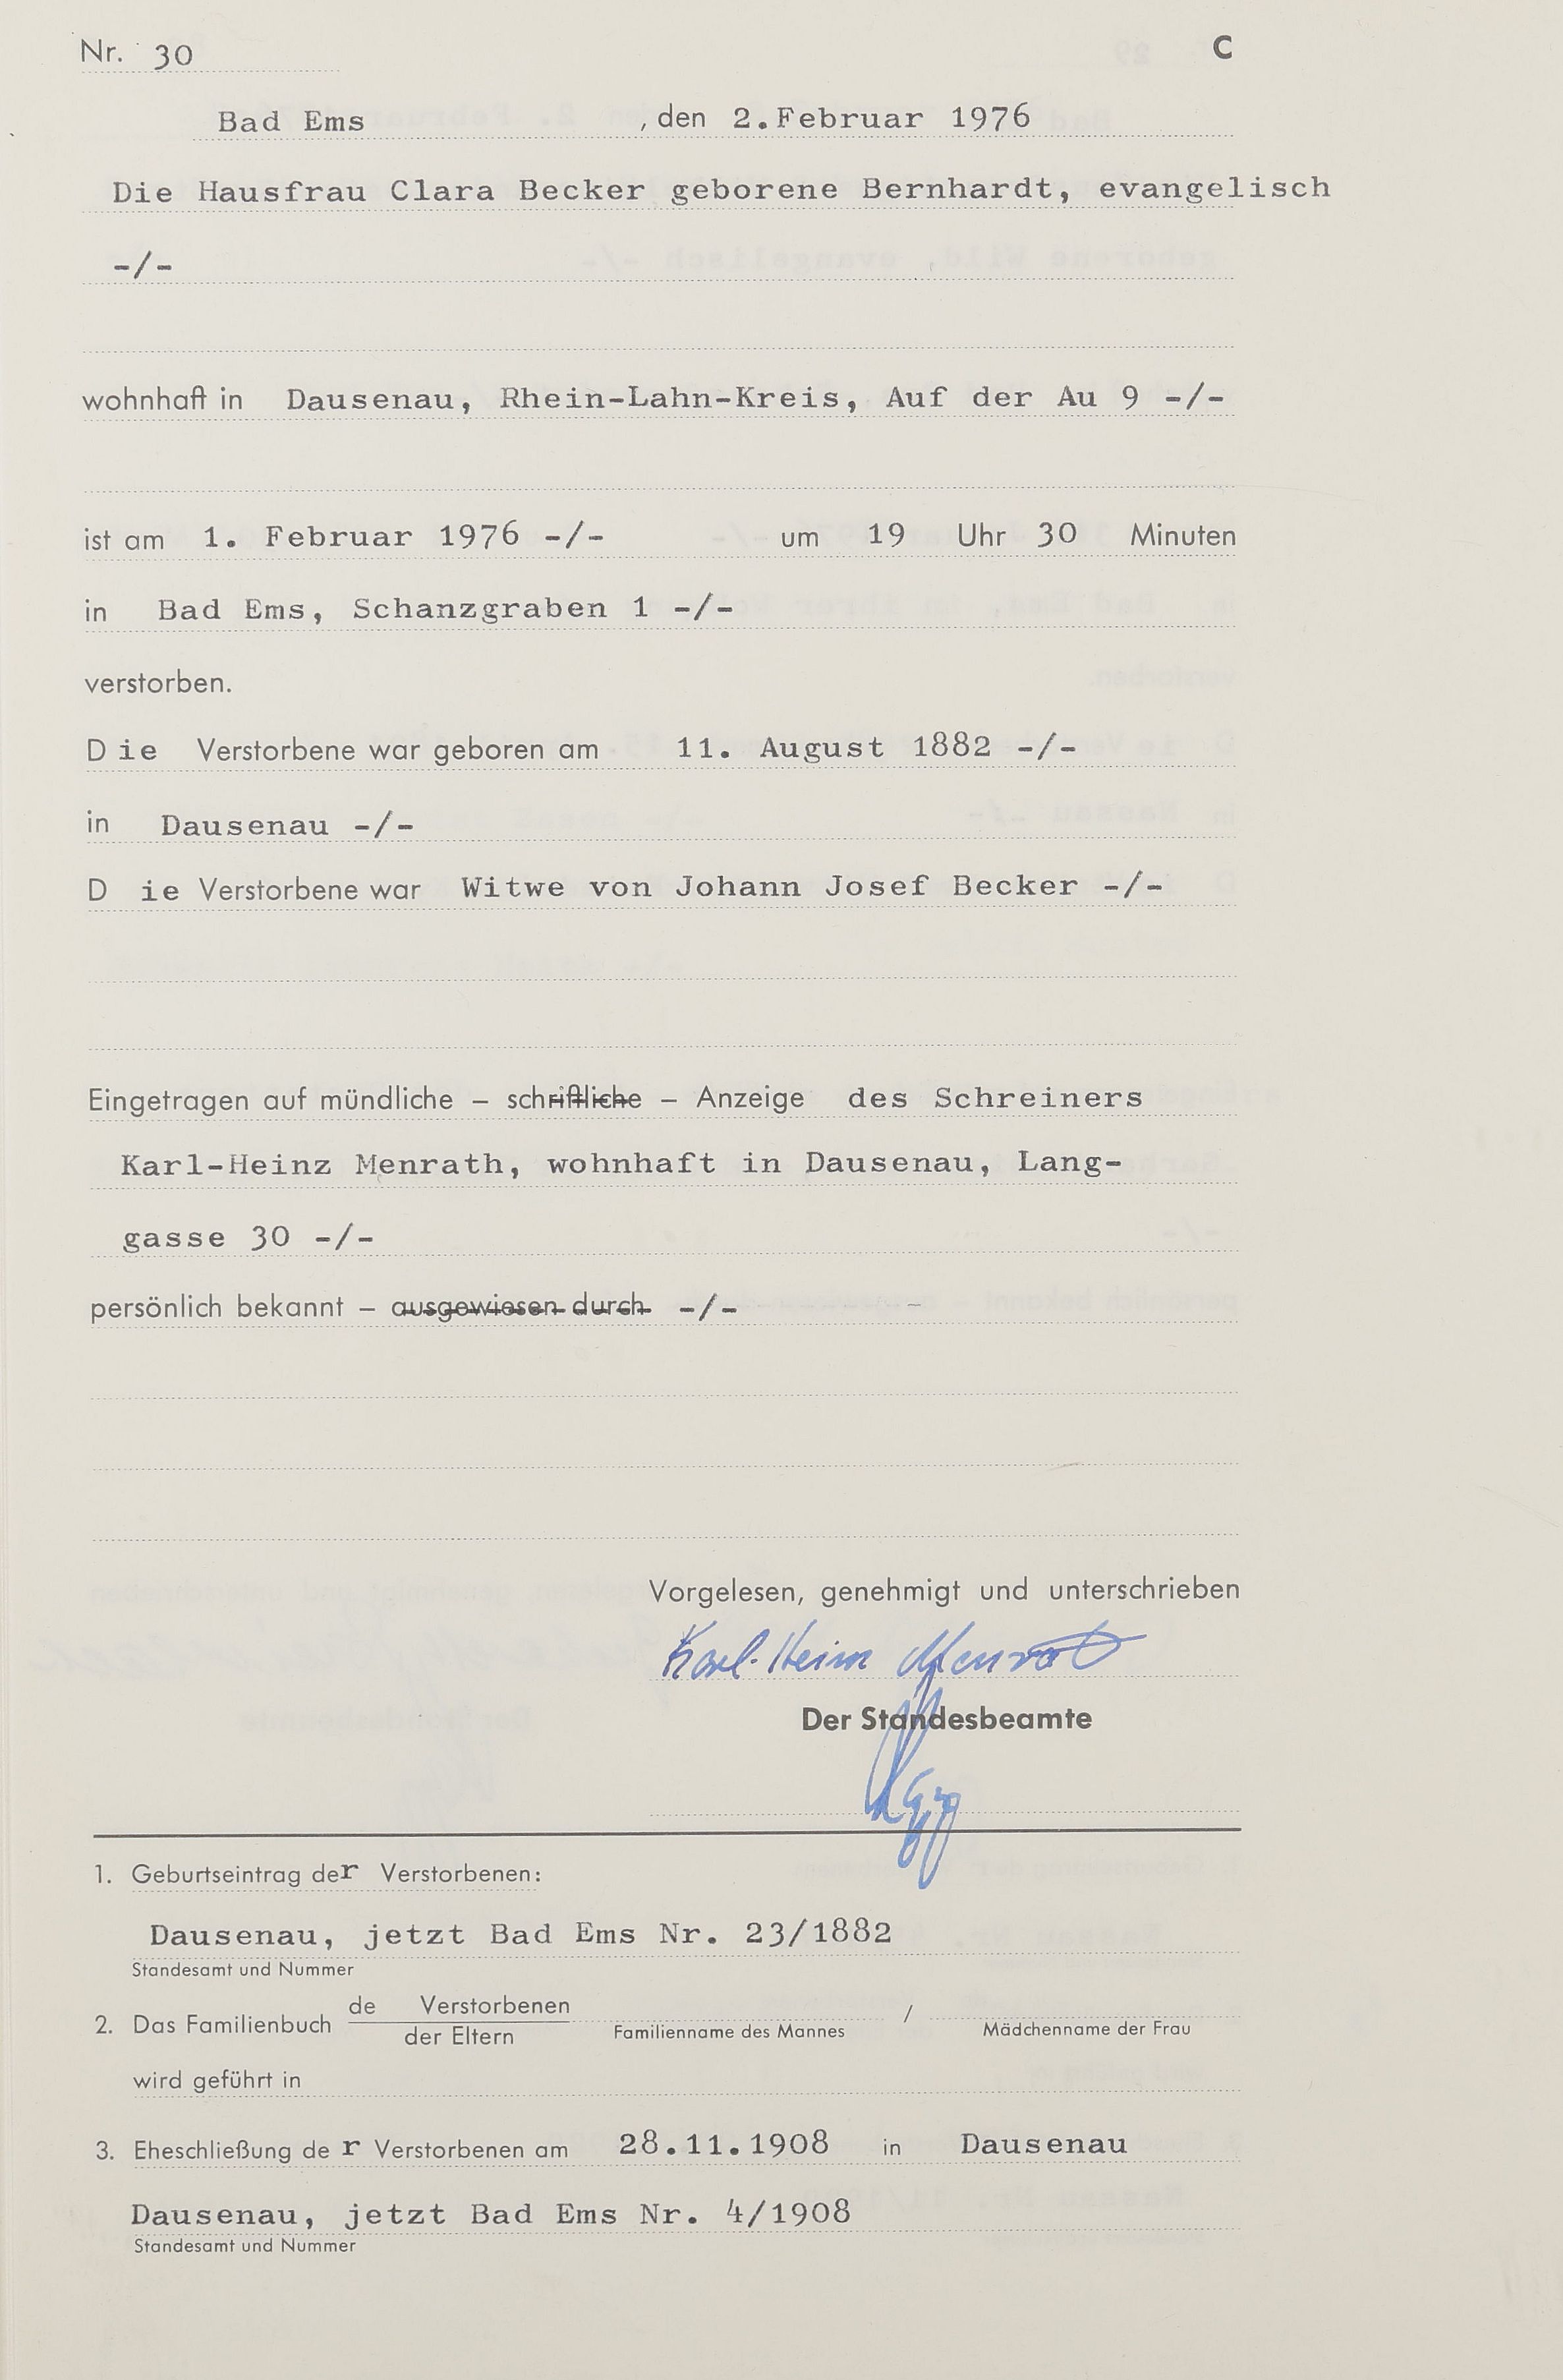 Nr. 30 C
Bad Ems , den 2.Februar 1976
Die Hausfrau Clara Becker geborene Bernhardt, evangelisch
-/-
wohnhaft in Dausenau, Rhein-Lahn-Kreis, Auf der Au 9 -/-
ist am 1. Februar 1976 -/- um 19 Uhr 30 Minuten
in Bad Ems, Schanzgraben 1 -/-
verstorben.
Die Verstorbene war geboren am 11. August 1882 -/-
in Dausenau -/-
D ie Verstorbene war Witwe von Johann Josef Becker -/-
Eingetragen auf mündliche – schriftliche – Anzeige des Schreiners
Karl-Heinz Menrath, wohnhaft in Dausenau, Lang-
gasse 30 -/-
persönlich bekannt – ausgewiesen durch -/-
Vorgelesen, genehmigt und unterschrieben
Karl-Heinz Menrath
Der Standesbeamte
1. Geburtseintrag der Verstorbenen:
Dausenau, jetzt Bad Ems Nr. 23/1882
Standesamt und Nummer
de Verstorbenen
2. Das Familienbuch /
der Eltern Familienname des Mannes Mädchenname der Frau
wird geführt in
3. Eheschließung de r Verstorbenen am 28.11.1908 in Dausenau
Dausenau, jetzt Bad Ems Nr. 4/1908
Standesamt und Nummer